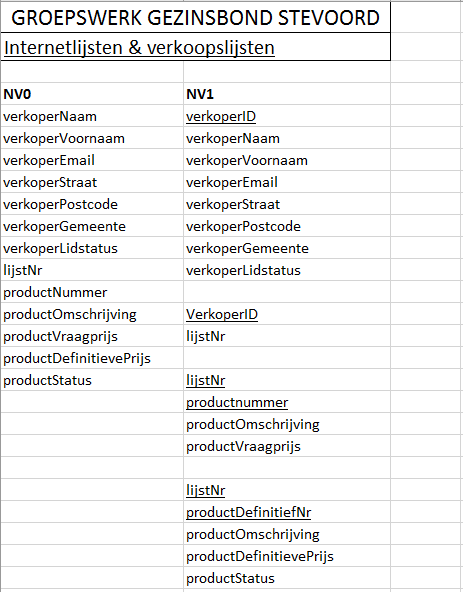 GROEPSWERK GEZINSBOND STEVOORD
Internetlijsten & verkoopslijsten
NV0 NV1
verkoperNaam verkoperID
verkoperVoornaam verkoperNaam
verkoperEmail verkoperVoornaam
verkoperStraat verkoperEmail
verkoperPostcode verkoperStraat
verkoperGemeente verkoperPostcode
verkoperLidstatus verkoperGemeente
lijstNr verkoperLidstatus
productNummer
productOmschrijving VerkoperID
productVraagprijs lijstNr
productDefinitievePrijs
productStatus lijstNr
productnummer
productOmschrijving
productVraagprijs
lijstNr
productDefinitiefNr
productOmschrijving
productDefinitievePrijs
productStatus